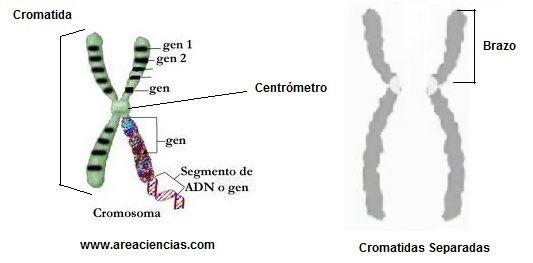 Cromatida
gen 1
gen 2
gen
Centrómetro
gen
Segmento de
ADN o gen
Cromosoma
www.areaciencias.com
Brazo
Cromatidas Separadas